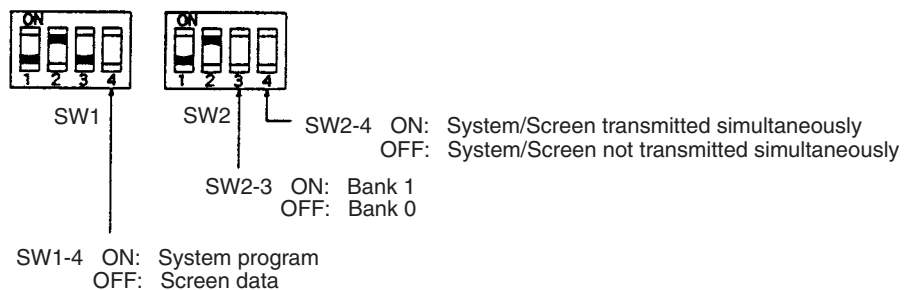 ON ON
1 2 3 4 1 2 3 4
SW1 SW2
SW2-4 ON: System/Screen transmitted simultaneously
OFF: System/Screen not transmitted simultaneously
SW2-3 ON: Bank 1
OFF: Bank 0
SW1-4 ON: System program
OFF: Screen data